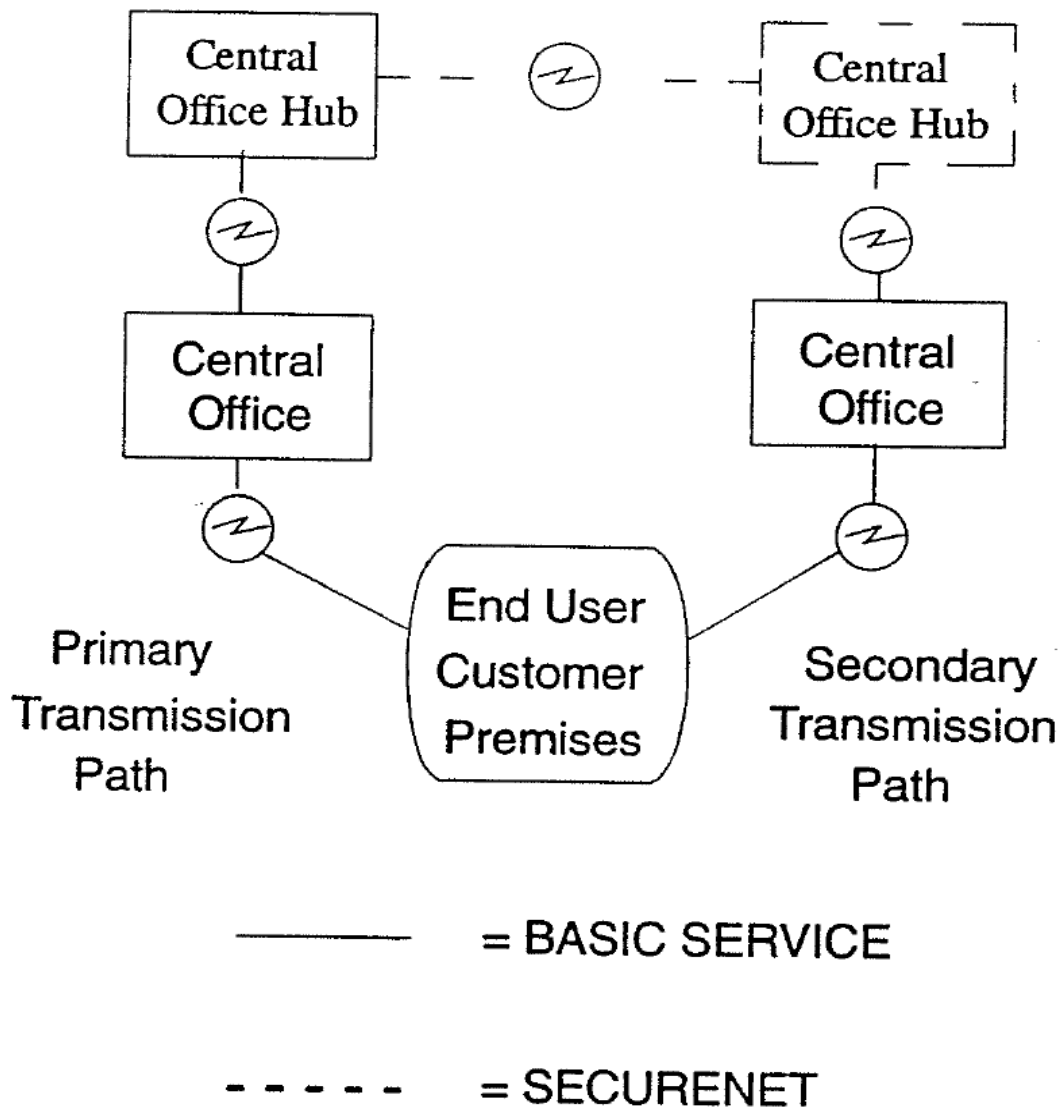 Central
Office Hub
Central
Office Hub
Central
Office
Central
Office
End User
Customer
Premises
Primary
Transmission
Path
Secondary
Transmission
Path
= BASIC SERVICE
= SECURENET